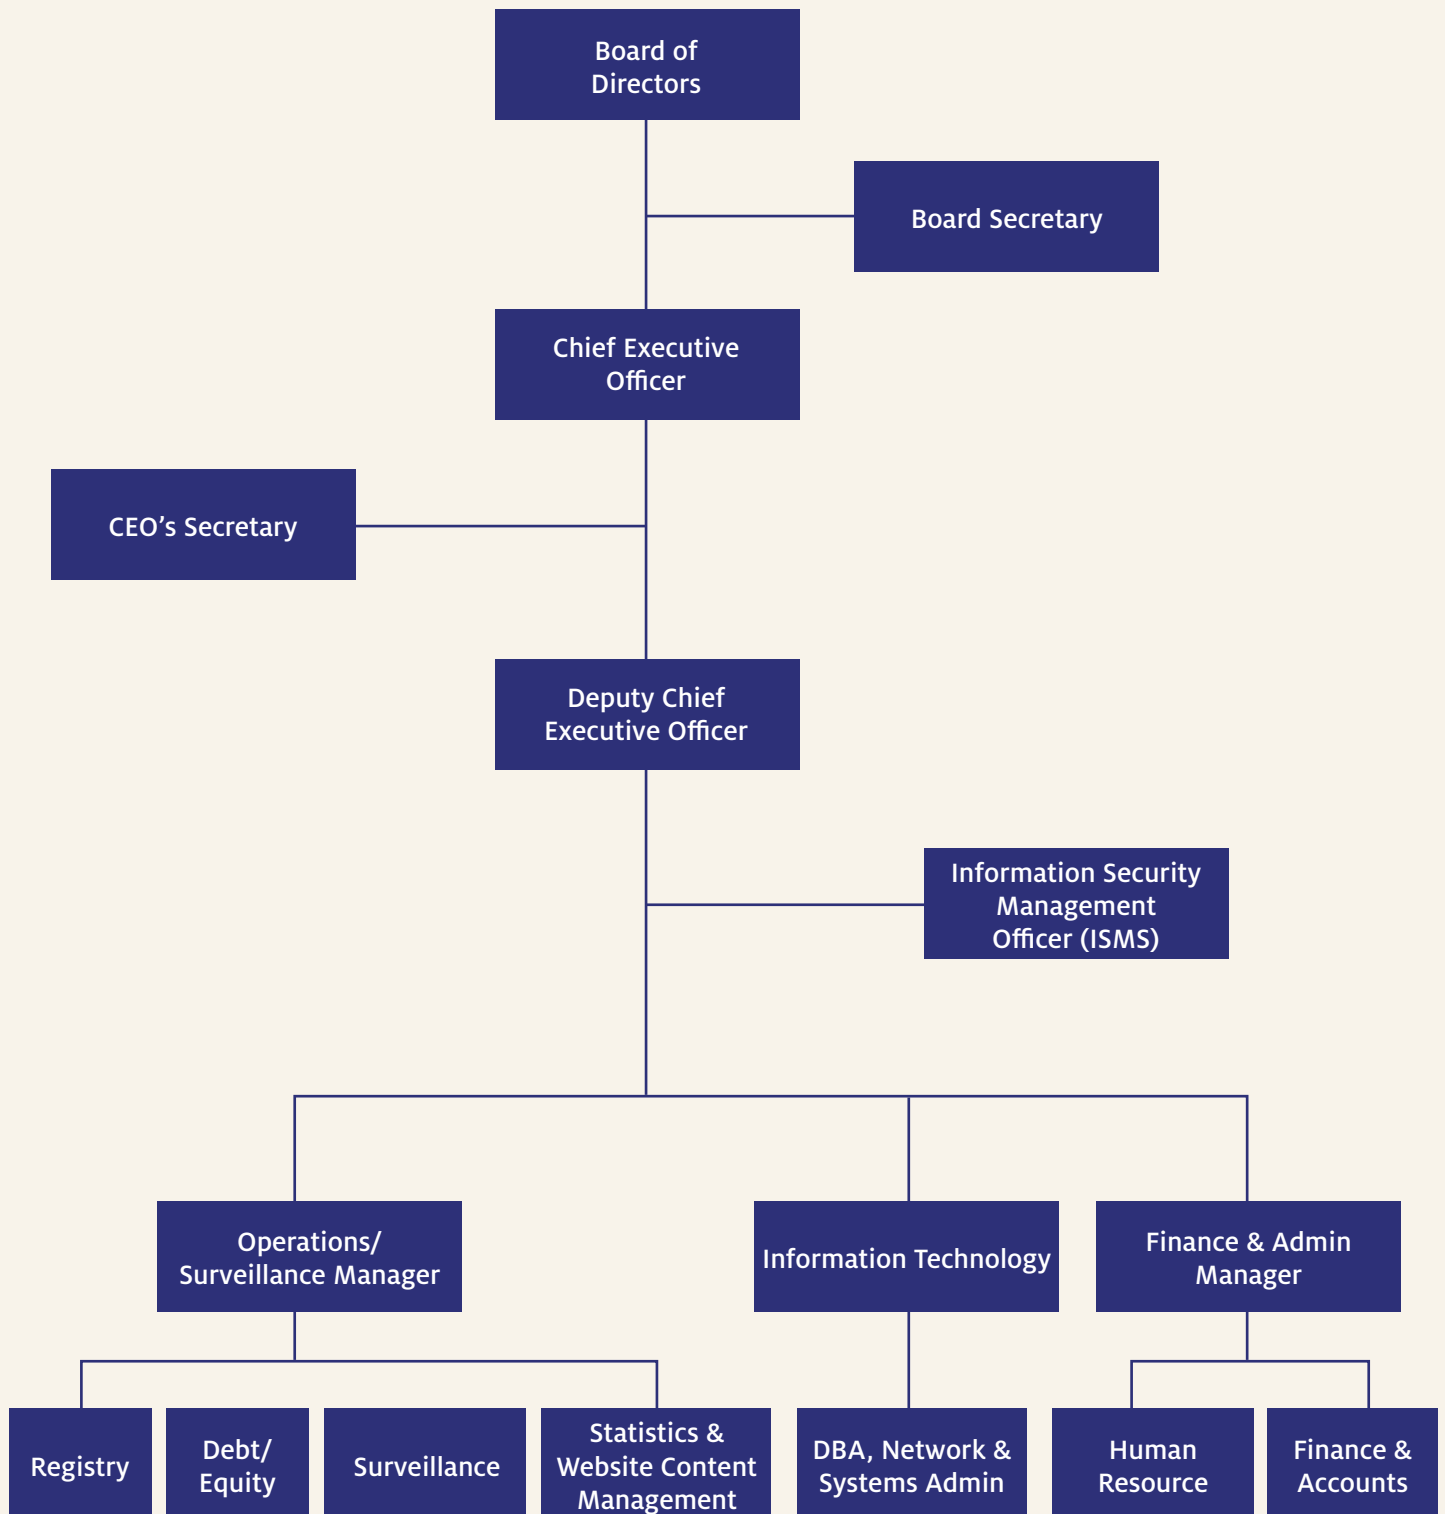 Board of
Directors
Board Secretary
Chief Executive
Officer
CEO’s Secretary
Deputy Chief
Executive Officer
Information Security
Management
Officer (ISMS)
Operations/
Surveillance Manager
Information Technology
Finance & Admin
Manager
Registry
Debt/
Equity
Surveillance
Statistics &
Website Content
Management
DBA, Network &
Systems Admin
Human
Resource
Finance &
Accounts